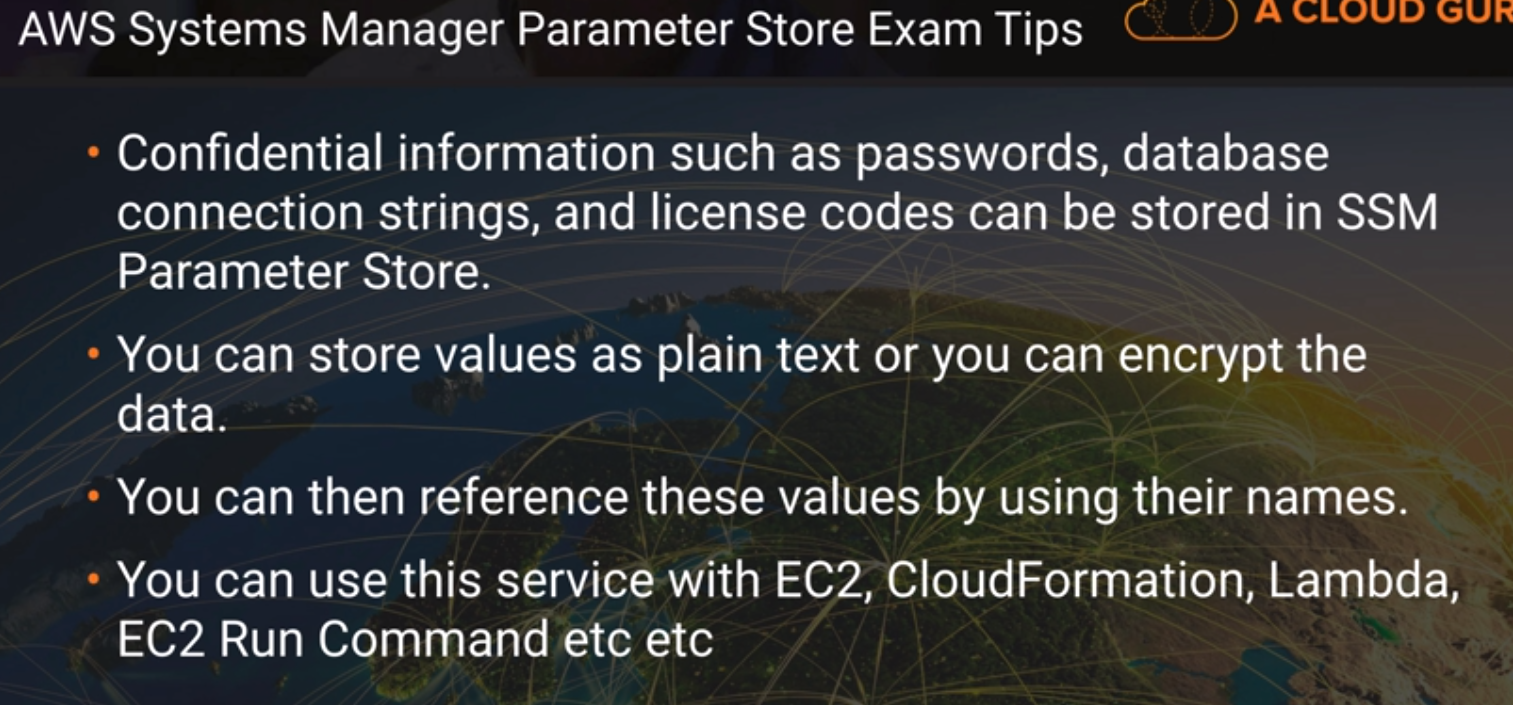 AWS Systems Manager Parameter Store Exam Tips
A CLOUD
• Confidential information such as passwords, database
connection strings, and license codes can be stored in SSM
Parameter Store.
• You can store values as plain text or you can encrypt the
data.
• You can then reference these values by using their names.
• You can use this service with EC2, CloudFormation, Lambda,
EC2 Run Command etc etc